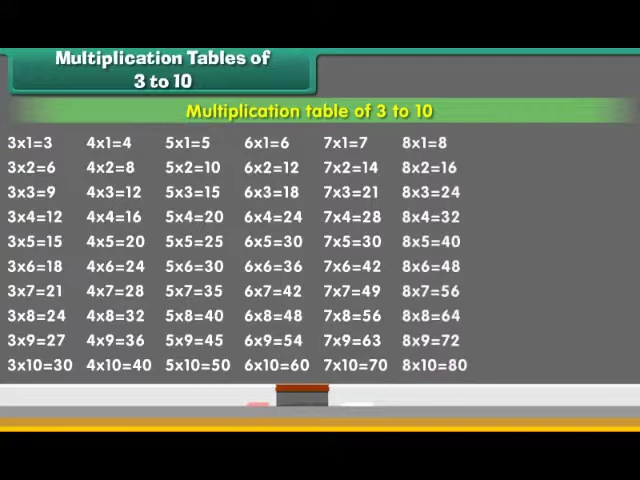 Multiplication Tables of
3 to 10
Multiplication table of 3 to 10
3x1=3 4x1=4 5x1=5 6x1=6 7x1=7 8x1=8
3x2=6 4x2=8 5x2=10 6x2=12 7x2=14 8x2=16
3x3=9 4x3=12 5x3=15 6x3=18 7x3=21 8x3=24
3x4=12 4x4=16 5x4=20 6x4=24 7x4=28 8x4=32
3x5=15 4x5=20 5x5=25 6x5=30 7x5=30 8x5=40
3x6=18 4x6=24 5x6=30 6x6=36 7x6=42 8x6=48
3x7=21 4x7=28 5x7=35 6x7=42 7x7=49 8x7=56
3x8=24 4x8=32 5x8=40 6x8=48 7x8=56 8x8=64
3x9=27 4x9=36 5x9=45 6x9=54 7x9=63 8x9=72
3x10=30 4x10=40 5x10=50 6x10=60 7x10=70 8x10=80